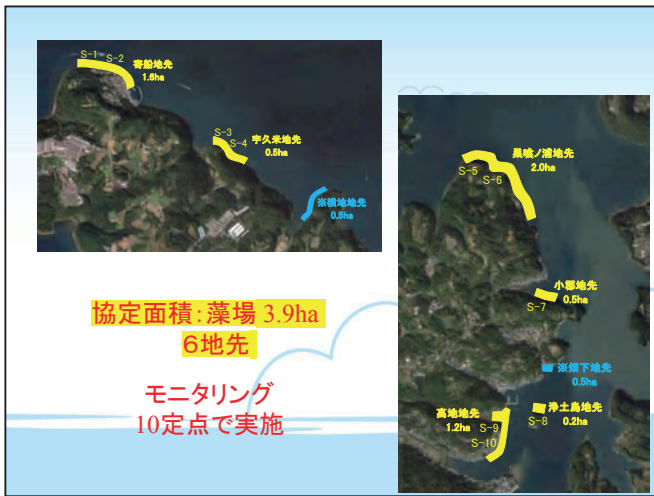 S-1
S-2
寄船地先
1.6ha
S-3
S-4
宇久米地先
0.5ha
※横地地先
0.5ha
S-5
S-6
巣喰ノ浦地先
2.0ha
小郡地先
0.5ha
S-7
※畑下地先
0.5ha
高地地先
1.2ha
S-9
S-10
浄土島地先
0.2ha
S-8
協定面積:藻場 3.9ha
6地先
モニタリング
10定点で実施